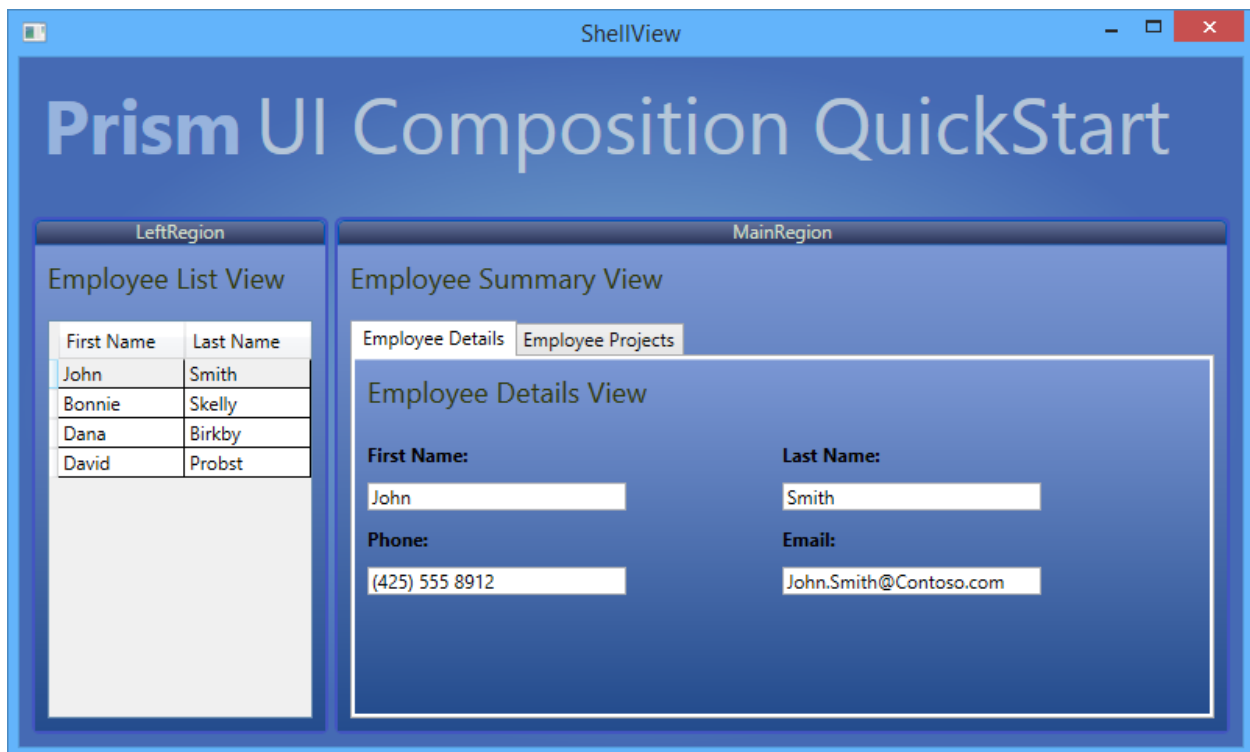 ShellView
Prism UI Composition QuickStart
LeftRegion
Employee List View
First Name Last Name
John Smith
Bonnie Skelly
Dana Birkby
David Probst
MainRegion
Employee Summary View
Employee Details Employee Projects
Employee Details View
First Name: Last Name:
John Smith
Phone: Email:
(425) 555 8912 John.Smith@Contoso.com